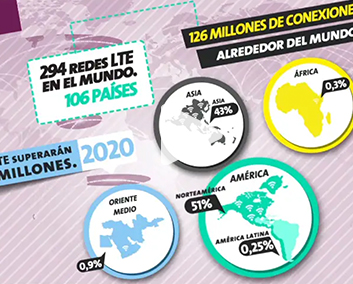 126 MILLONES DE CONEXIONE
ALREDEDOR DEL MUNDO
294 REDES LTE
EN EL MUNDO.
106 PAÍSES
ASIA
ASIA
43%
ÁFRICA
0,3%
TE SUPERARÁN
MILLONES. 2020
ORIENTE
MEDIO
0,9%
AMÉRICA
NORTEAMÉRICA
51%
AMÉRICA LATINA
0,25%